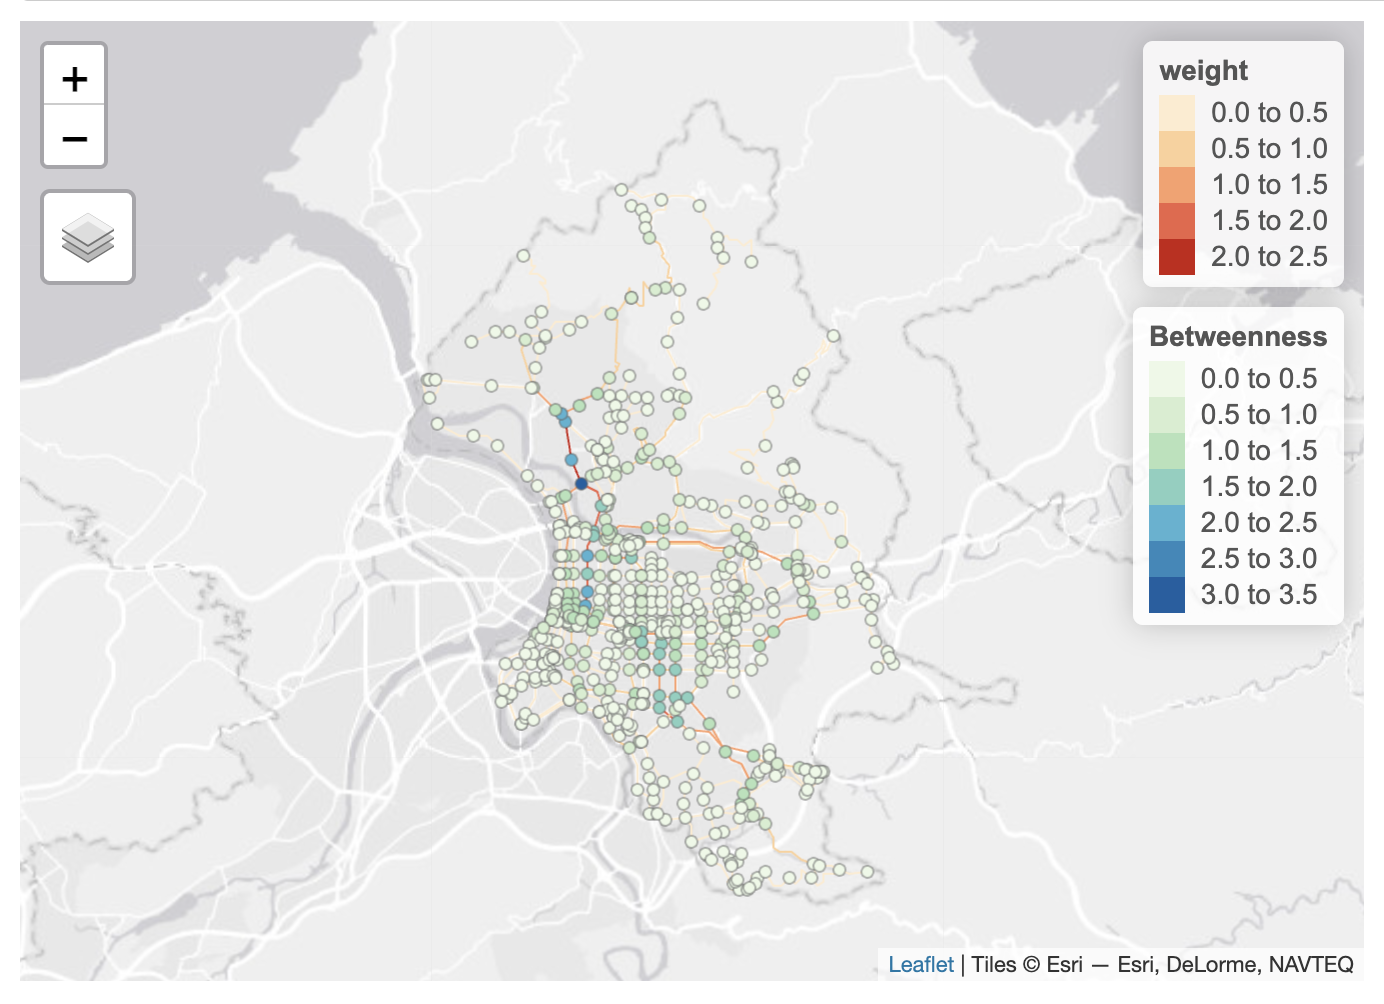 +
−
weight
0.0 to 0.5
0.5 to 1.0
1.0 to 1.5
1.5 to 2.0
2.0 to 2.5
Betweenness
0.0 to 0.5
0.5 to 1.0
1.0 to 1.5
1.5 to 2.0
2.0 to 2.5
2.5 to 3.0
3.0 to 3.5
Leaflet | Tiles © Esri — Esri, DeLorme, NAVTEQ